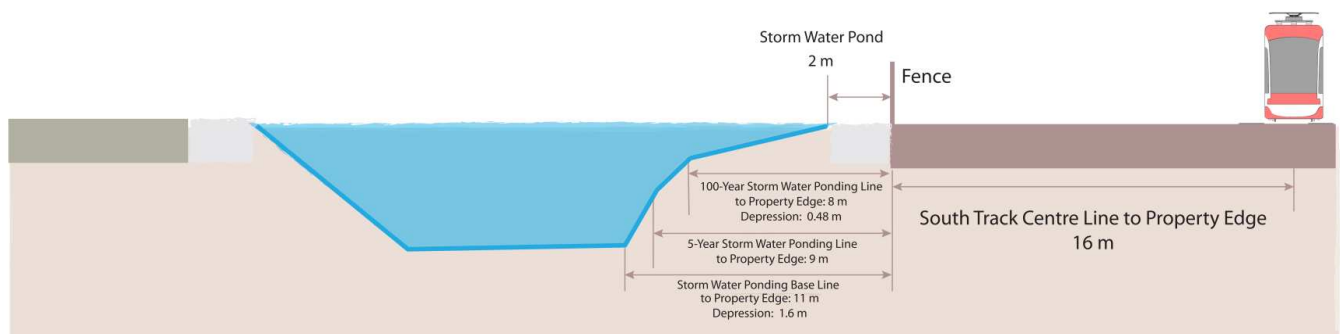 Storm Water Pond
2 m
Fence
100-Year Storm Water Ponding Line
to Property Edge: 8 m
Depression: 0.48 m
South Track Centre Line to Property Edge
16 m
5-Year Storm Water Ponding Line
to Property Edge: 9 m
Storm Water Ponding Base Line
to Property Edge: 11 m
Depression: 1.6 m